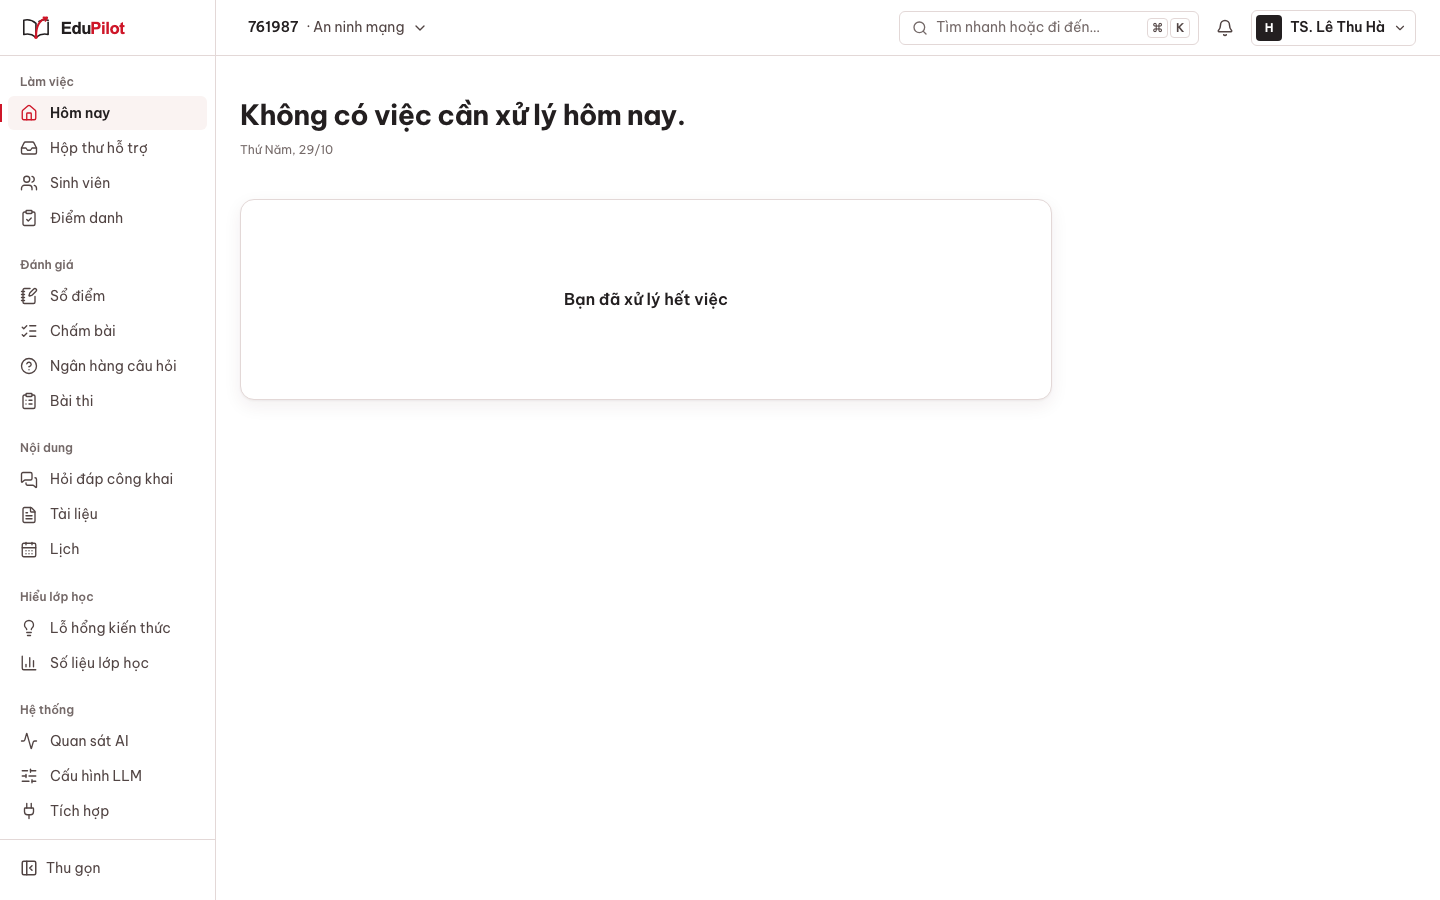 EduPilot
761987 · An ninh mạng
Tìm nhanh hoặc đi đến...
⌘ K
H TS. Lê Thu Hà
Làm việc
Hôm nay
Hộp thư hỗ trợ
Sinh viên
Điểm danh
Đánh giá
Sổ điểm
Chấm bài
Ngân hàng câu hỏi
Bài thi
Nội dung
Hỏi đáp công khai
Tài liệu
Lịch
Hiểu lớp học
Lỗ hổng kiến thức
Số liệu lớp học
Hệ thống
Quan sát AI
Cấu hình LLM
Tích hợp
Thu gọn
Không có việc cần xử lý hôm nay.
Thứ Năm, 29/10
Bạn đã xử lý hết việc